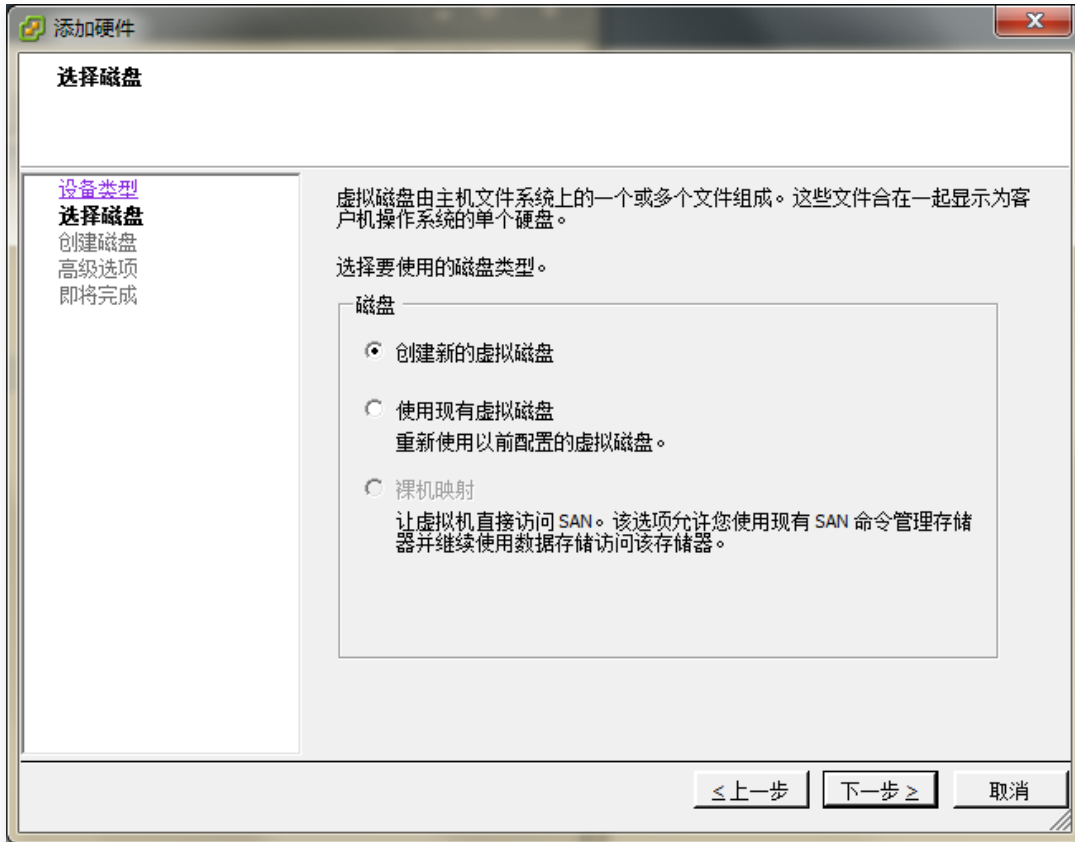 添加硬件
选择磁盘
设备类型
选择磁盘
创建磁盘
高级选项
即将完成
虚拟磁盘由主机文件系统上的一个或多个文件组成。这些文件合在一起显示为客
户机操作系统的单个硬盘。
选择要使用的磁盘类型。
磁盘
创建新的虚拟磁盘
使用现有虚拟磁盘
重新使用以前配置的虚拟磁盘。
裸机映射
让虚拟机直接访问 SAN。该选项允许您使用现有 SAN 命令管理存储
器并继续使用数据存储访问该存储器。
≤上一步 下一步≥ 取消